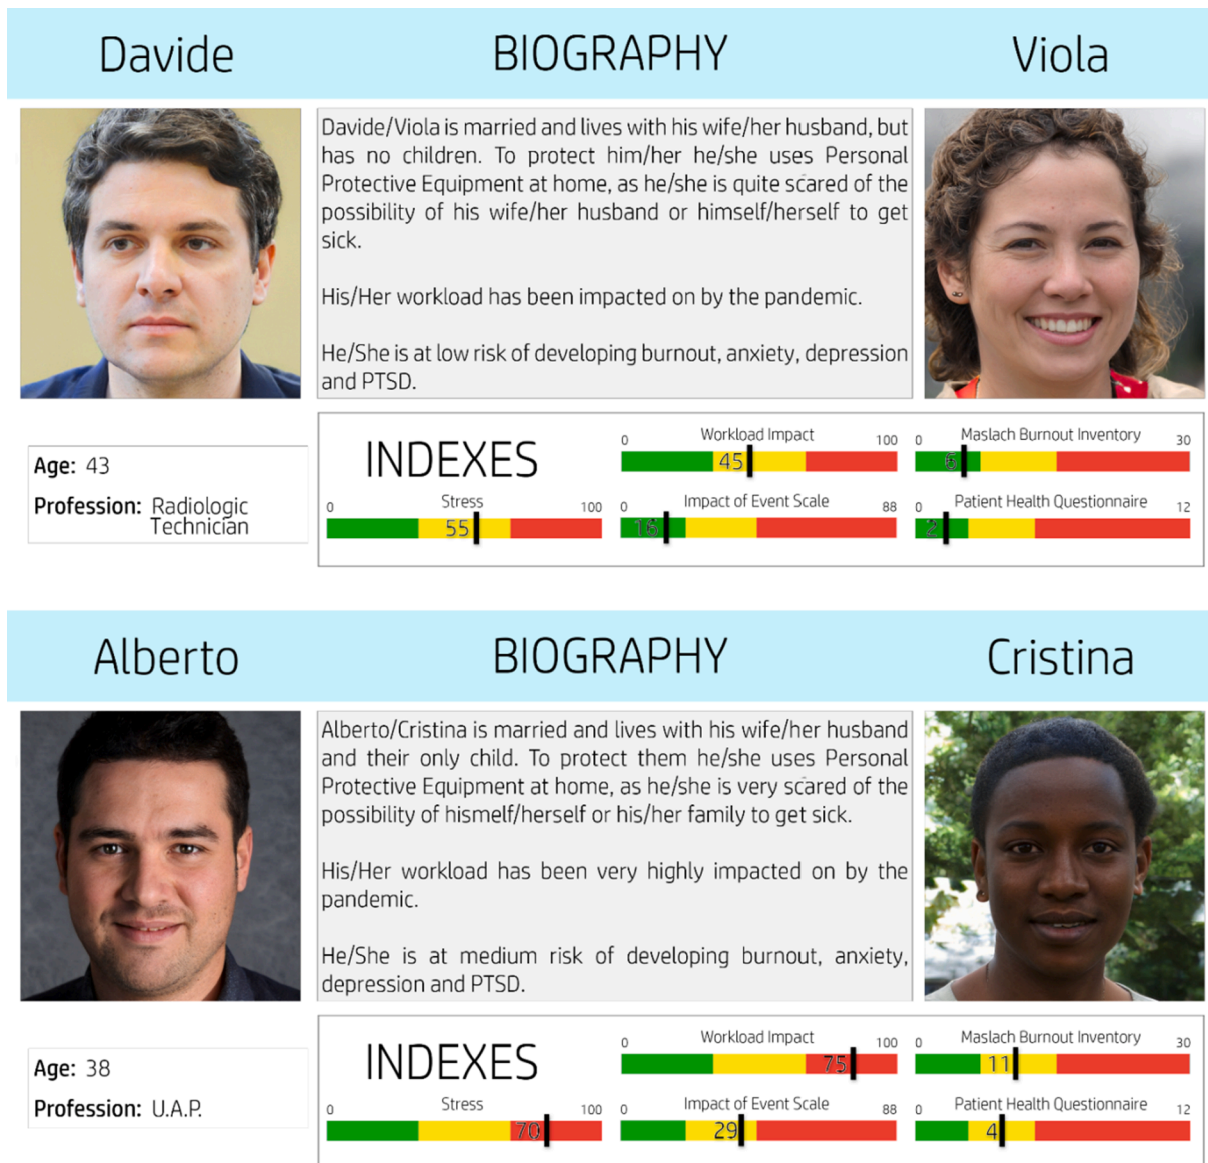 Davide BIOGRAPHY Viola
Davide/Viola is married and lives with his wife/her husband, but
has no children. To protect him/her he/she uses Personal
Protective Equipment at home, as he/she is quite scared of the
possibility of his wife/her husband or himself/herself to get
sick.
His/Her workload has been impacted on by the pandemic.
He/She is at low risk of developing burnout, anxiety, depression
and PTSD.
Age: 43
Profession: Radiologic
Technician
INDEXES
0 Workload Impact 100
45
0 Maslach Burnout Inventory 30
6
0 Stress 100
55
0 Impact of Event Scale 88
16
0 Patient Health Questionnaire 12
2
Alberto BIOGRAPHY Cristina
Alberto/Cristina is married and lives with his wife/her husband
and their only child. To protect them he/she uses Personal
Protective Equipment at home, as he/she is very scared of the
possibility of hismelf/herself or his/her family to get sick.
His/Her workload has been very highly impacted on by the
pandemic.
He/She is at medium risk of developing burnout, anxiety,
depression and PTSD.
Age: 38
Profession: U.A.P.
INDEXES
0 Workload Impact 100
75
0 Maslach Burnout Inventory 30
11
0 Stress 100
70
0 Impact of Event Scale 88
29
0 Patient Health Questionnaire 12
4